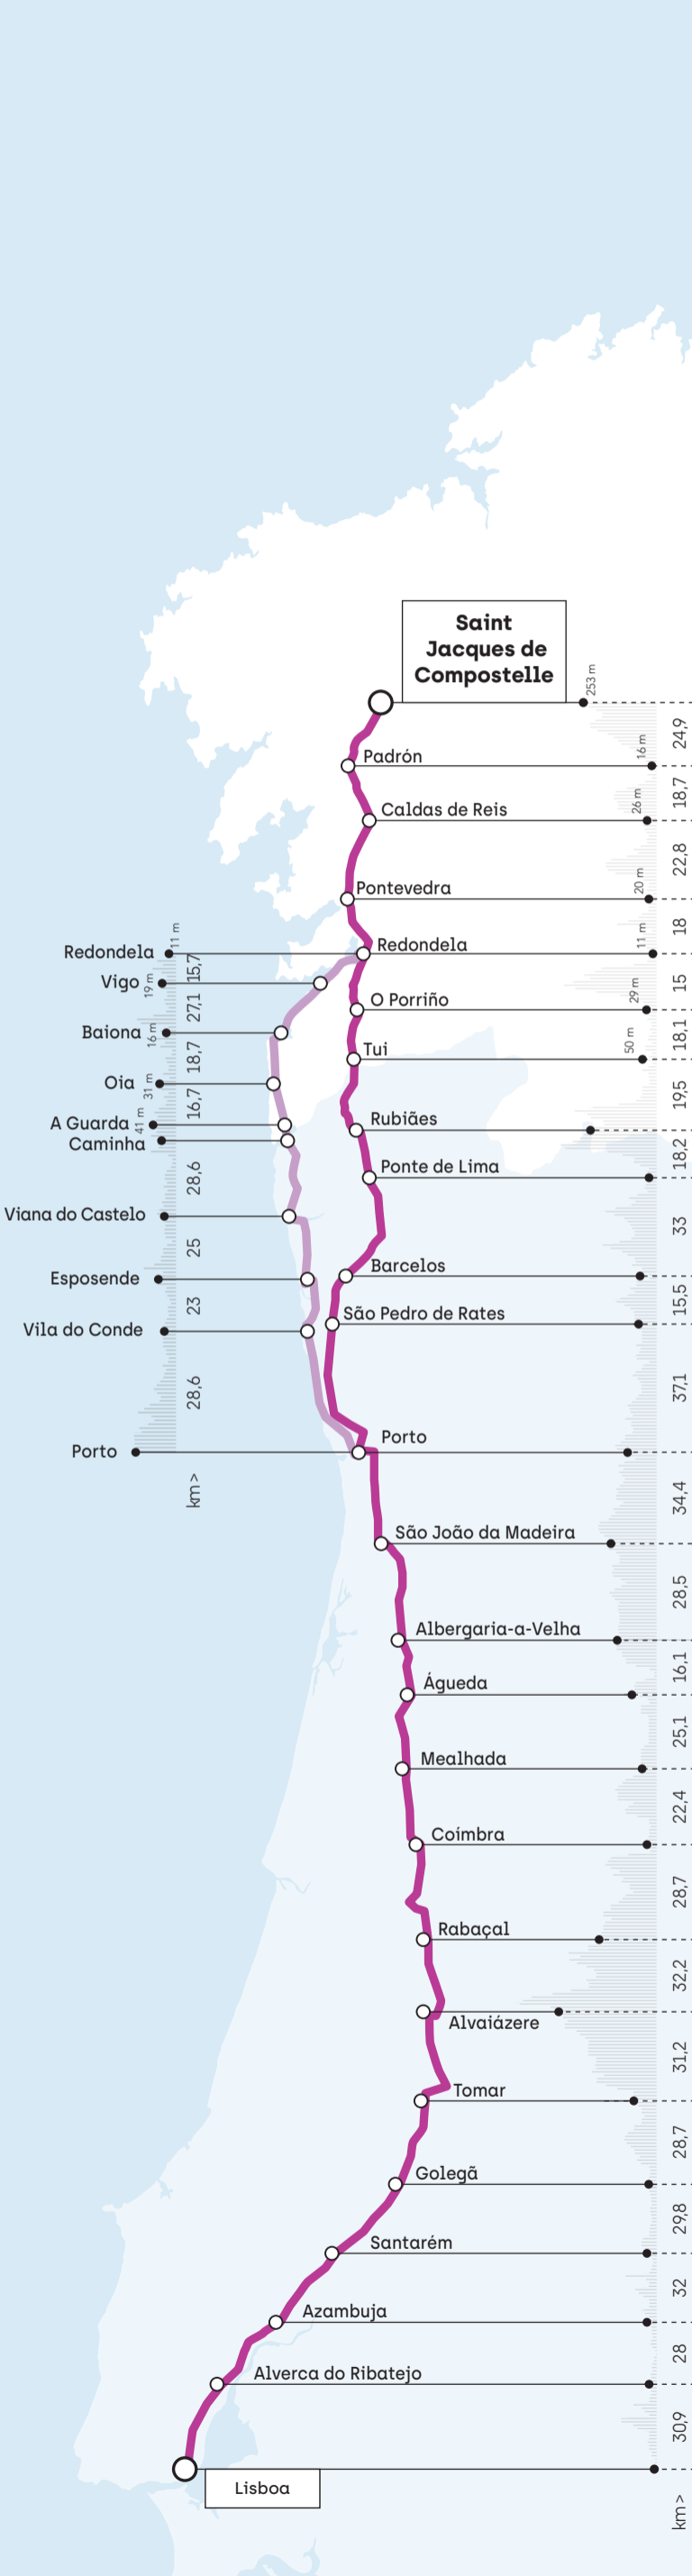 Saint
Jacques de
Compostelle
253 m
24,9
Padrón
16 m
18,7
Caldas de Reis
26 m
22,8
Pontevedra
20 m
18
Redondela
11 m
15,7
Redondela
11 m
15
Vigo
19 m
27,1
O Porriño
29 m
18,1
Baiona
16 m
18,7
Tui
50 m
19,5
Oia
31 m
16,7
A Guarda
41 m
Rubiães
18,2
Caminha
28,6
Ponte de Lima
33
Viana do Castelo
25
Barcelos
15,5
Esposende
23
São Pedro de Rates
37,1
Vila do Conde
28,6
Porto
km >
Porto
34,4
São João da Madeira
28,5
Albergaria-a-Velha
16,1
Águeda
25,1
Mealhada
22,4
Coímbra
28,7
Rabaçal
32,2
Alvaiázere
31,2
Tomar
28,7
Golegã
29,8
Santarém
32
Azambuja
28
Alverca do Ribatejo
30,9
Lisboa
km >